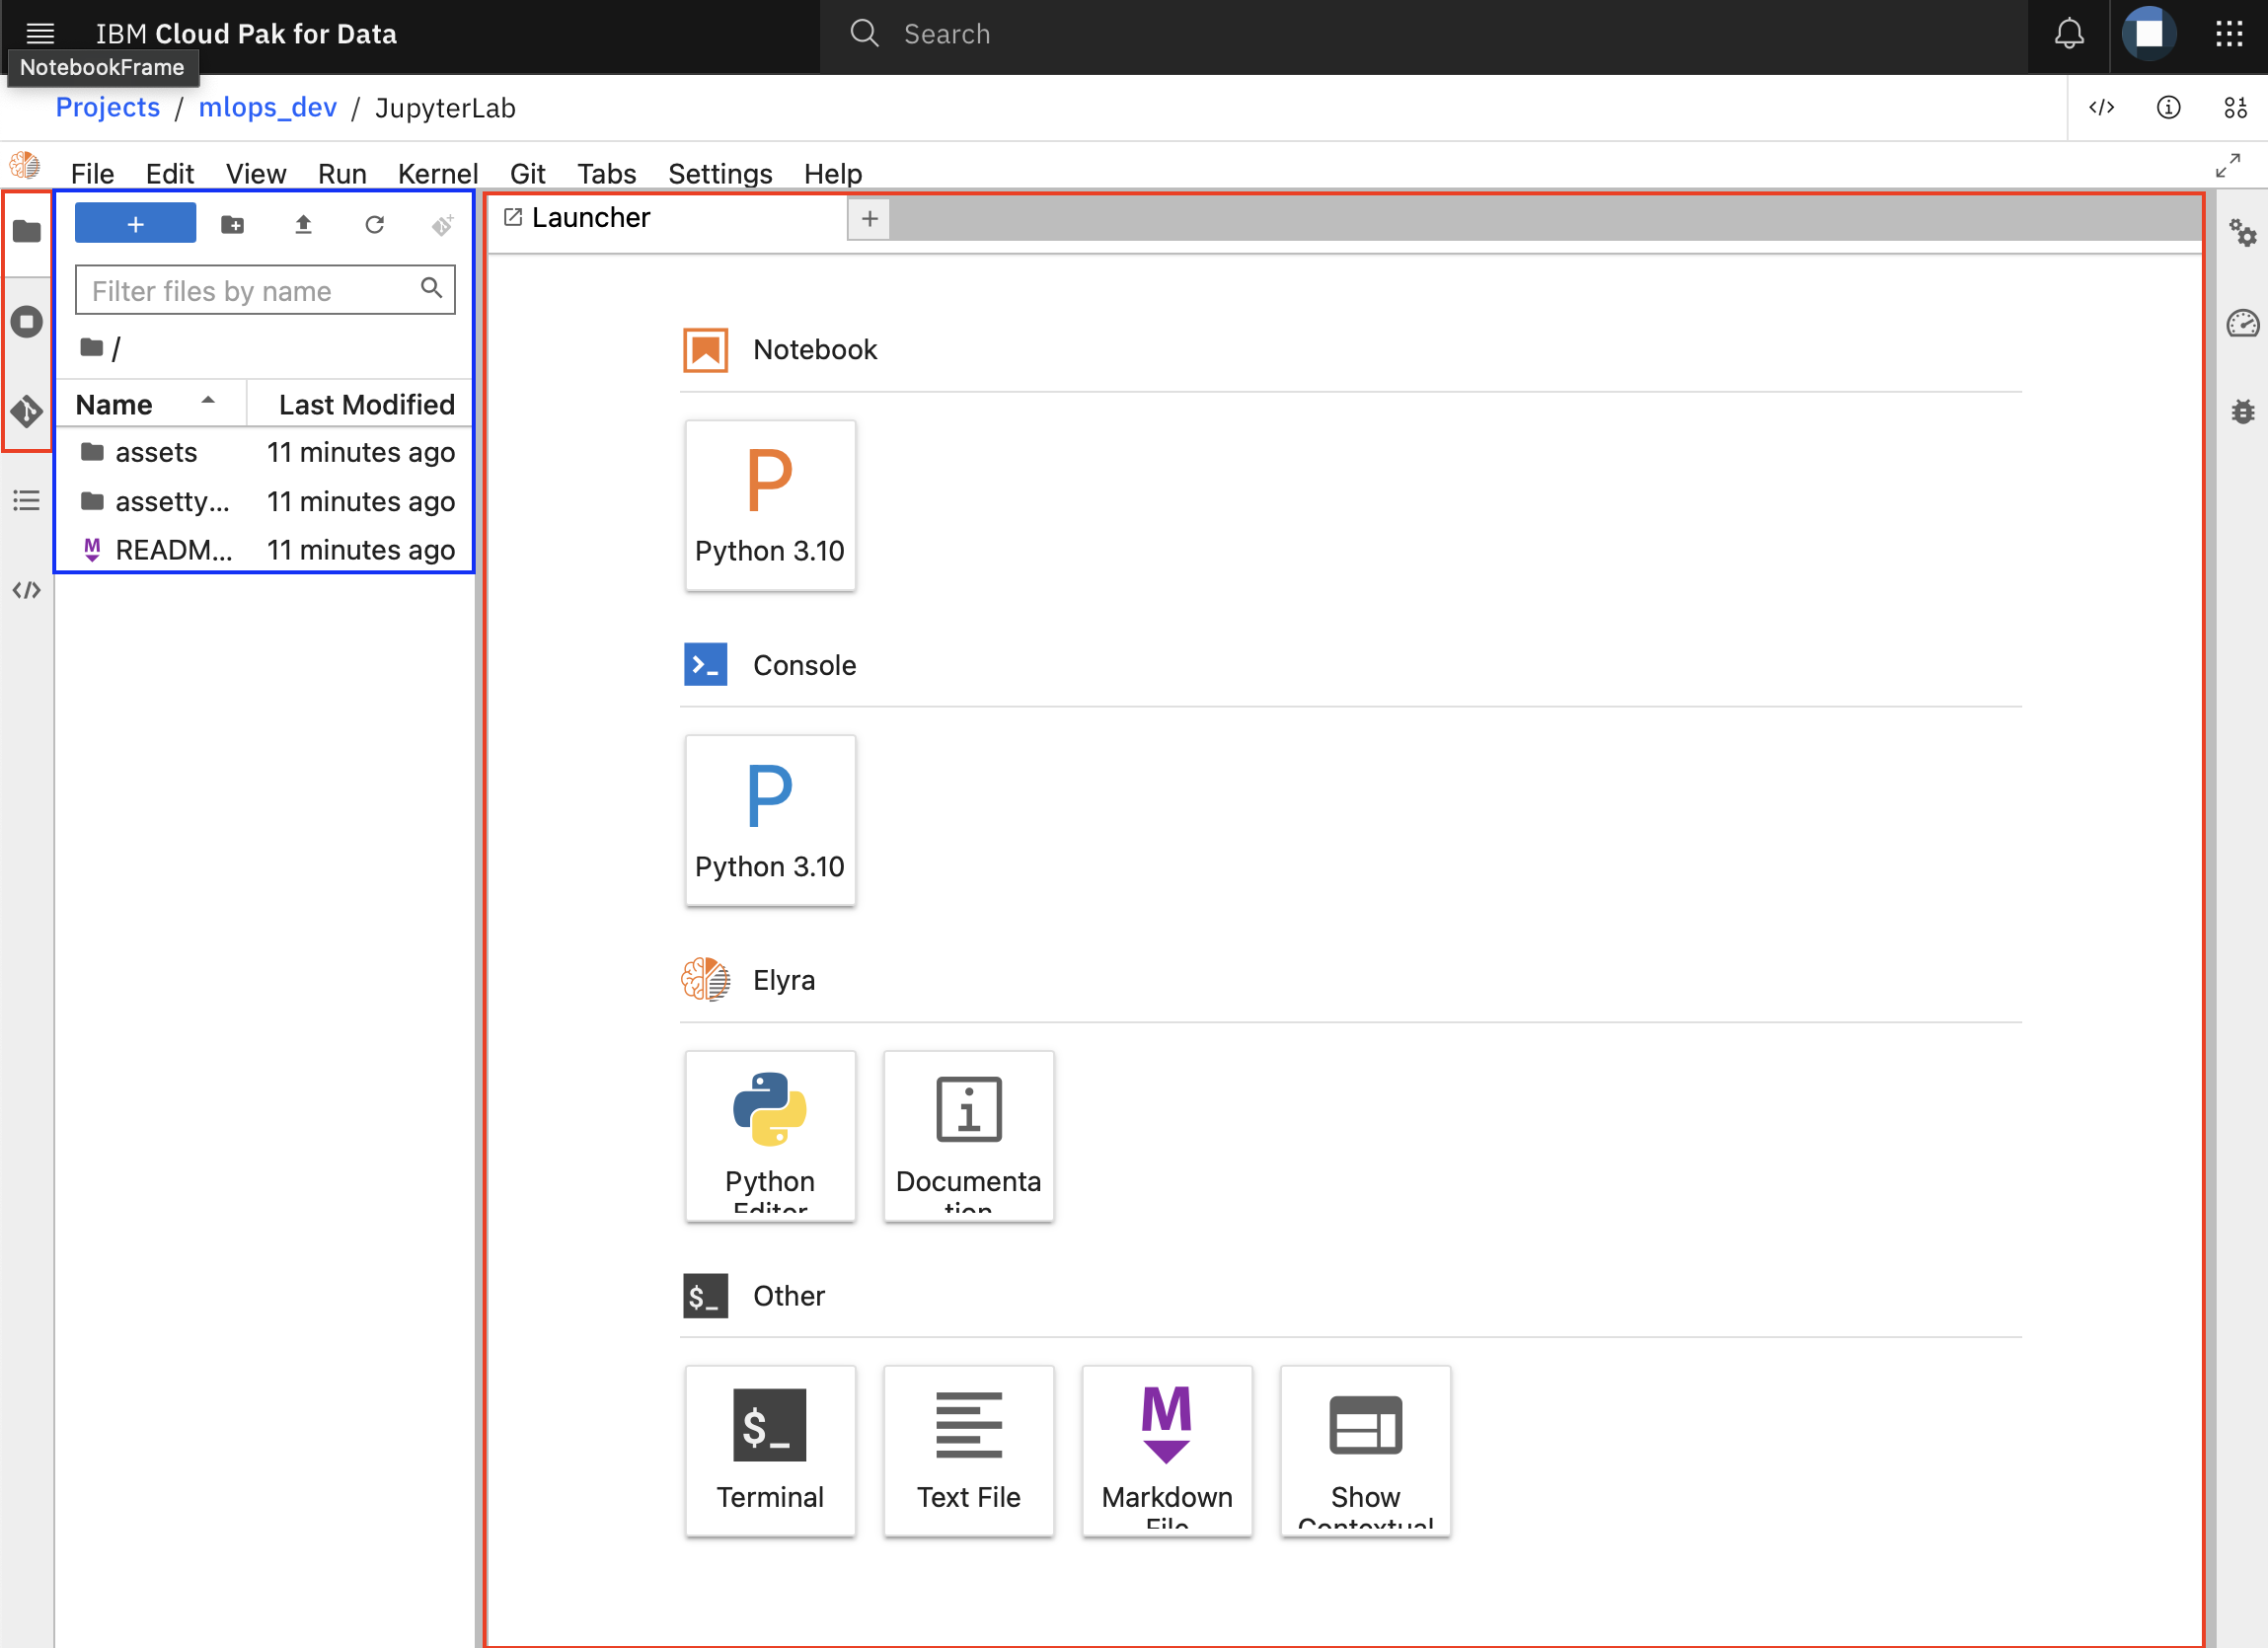 IBM Cloud Pak for Data
Search
NotebookFrame
Projects / mlops_dev / JupyterLab
File Edit View Run Kernel Git Tabs Settings Help
Launcher
Filter files by name
/
Name Last Modified
assets 11 minutes ago
assetty... 11 minutes ago
READM... 11 minutes ago
Notebook
P
Python 3.10
Console
P
Python 3.10
Elyra
Python
Editor
Documenta
tion
$_ Other
$_
Terminal
Text File
M
Markdown
File
Show
Contextual